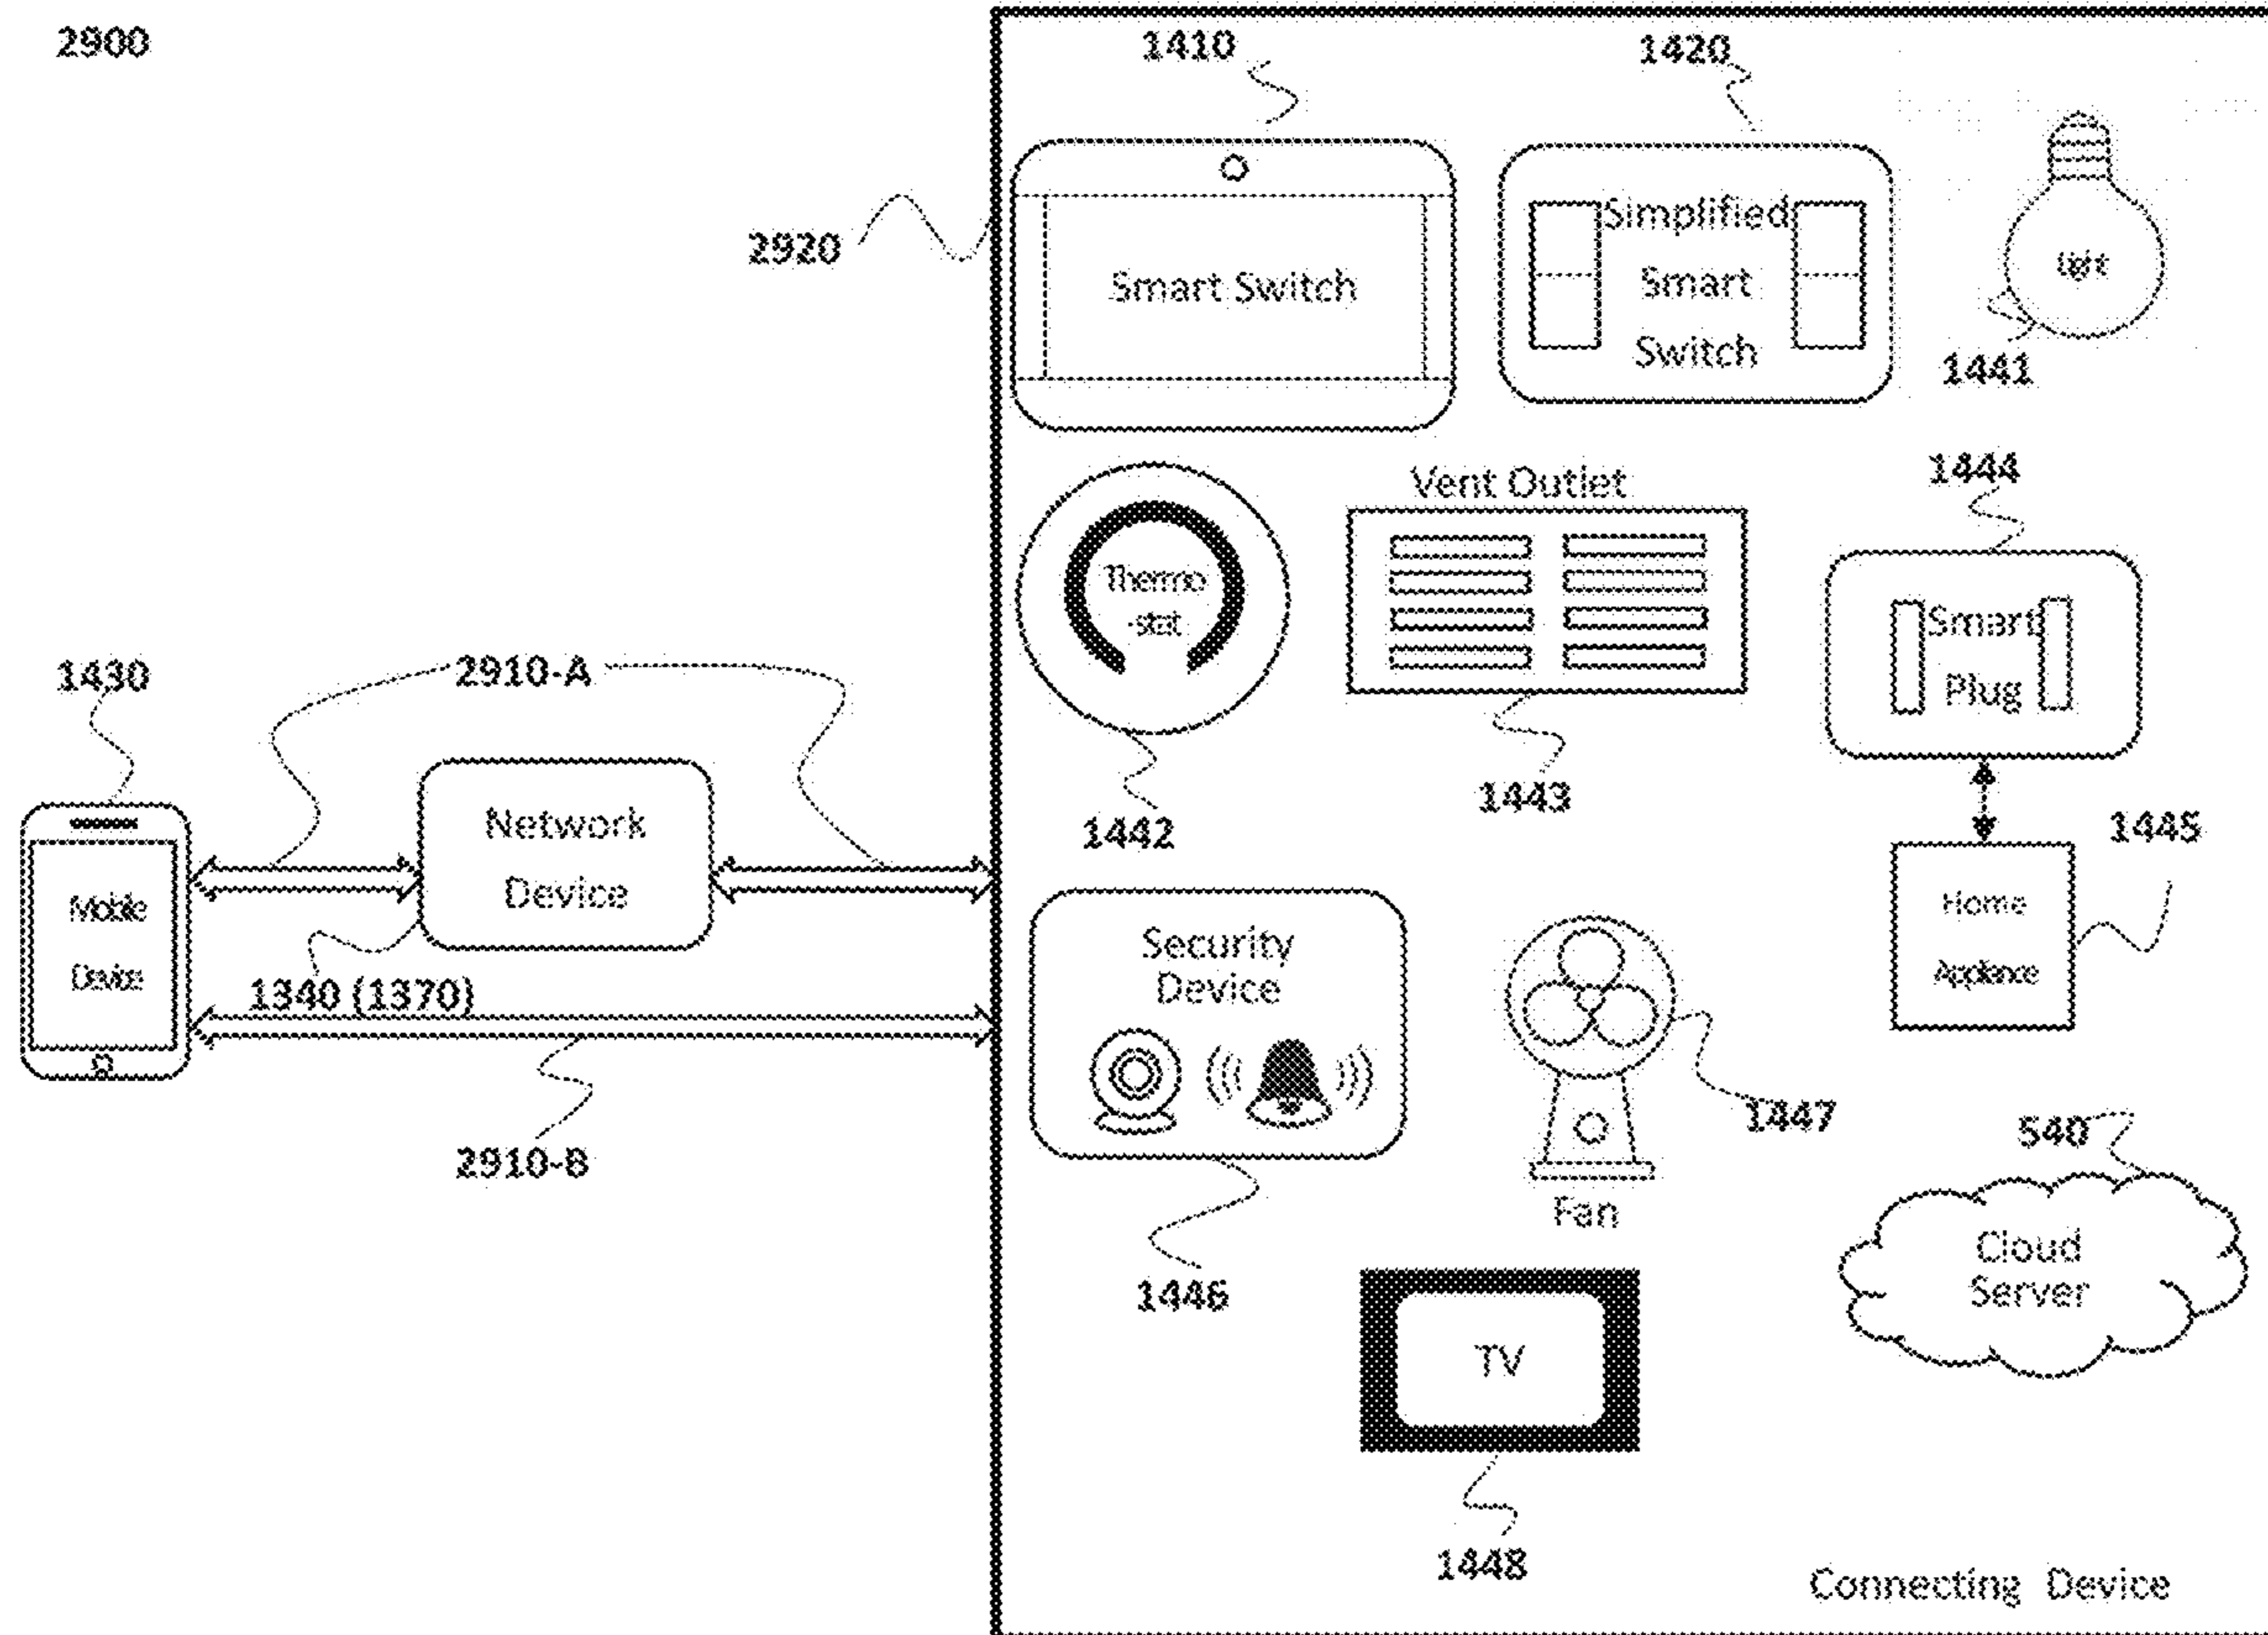 2900
1410
1420
2920
Smart Switch
Simplified
Smart
Switch
Light
1441
Vent Outlet
1444
Thermo
-stat
Smart
Plug
1430
2910-A
1443
1442
1445
Network
Device
Mobile
Device
Home
Appliance
1340 (1370)
Security
Device
2910-B
1447
540
Fan
Cloud
Server
1446
TV
1448
Connecting Device